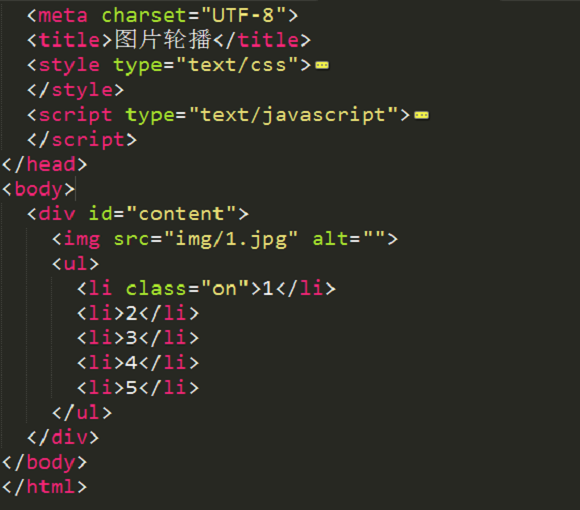 <meta charset="UTF-8">
<title>图片轮播</title>
<style type="text/css">
</style>
<script type="text/javascript">
</script>
</head>
<body>
<div id="content">
<img src="img/1.jpg" alt="">
<ul>
<li class="on">1</li>
<li>2</li>
<li>3</li>
<li>4</li>
<li>5</li>
</ul>
</div>
</body>
</html>